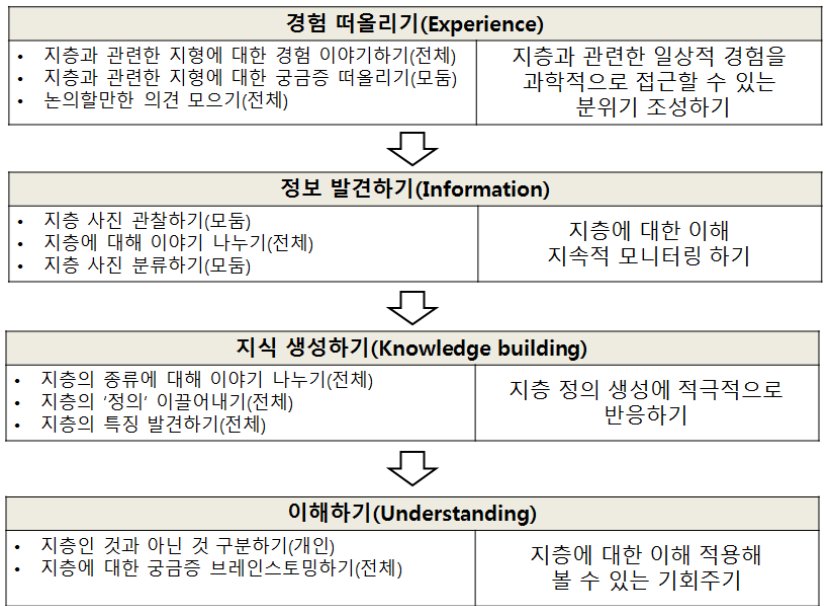 경험 떠올리기(Experience)
• 지층과 관련한 지형에 대한 경험 이야기하기(전체)
• 지층과 관련한 지형에 대한 궁금증 떠올리기(모둠)
• 논의할만한 의견 모으기(전체)
지층과 관련한 일상적 경험을
과학적으로 접근할 수 있는
분위기 조성하기
정보 발견하기(Information)
• 지층 사진 관찰하기(모둠)
• 지층에 대해 이야기 나누기(전체)
• 지층 사진 분류하기(모둠)
지층에 대한 이해
지속적 모니터링 하기
지식 생성하기(Knowledge building)
• 지층의 종류에 대해 이야기 나누기(전체)
• 지층의 ‘정의’ 이끌어내기(전체)
• 지층의 특징 발견하기(전체)
지층 정의 생성에 적극적으로
반응하기
이해하기(Understanding)
• 지층인 것과 아닌 것 구분하기(개인)
• 지층에 대한 궁금증 브레인스토밍하기(전체)
지층에 대한 이해 적용해
볼 수 있는 기회주기